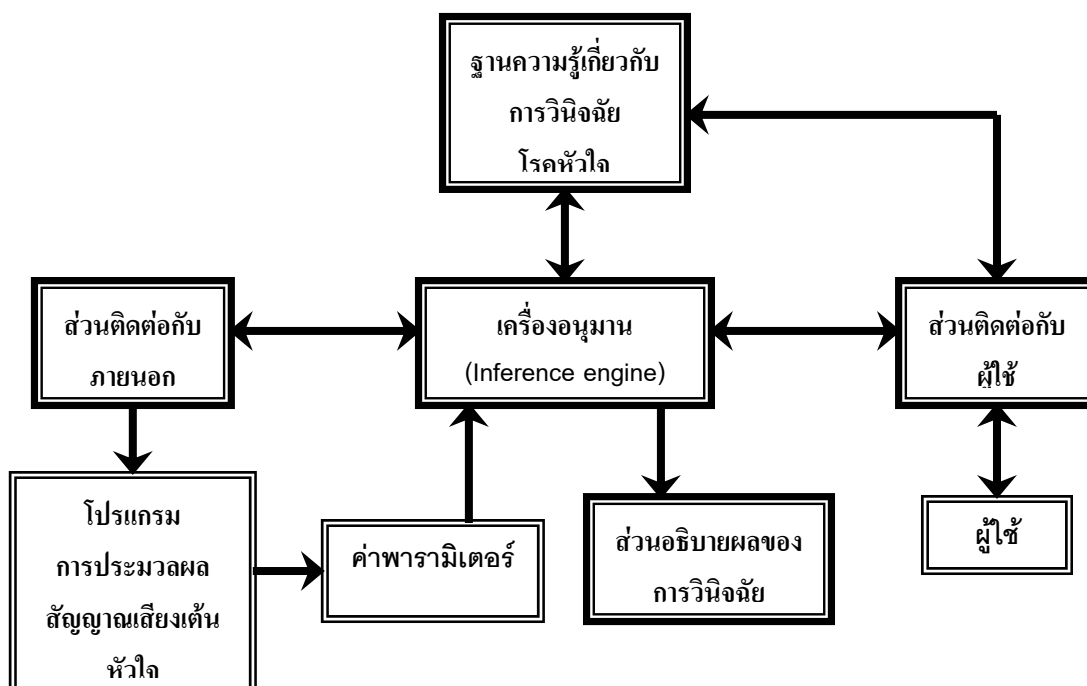 ฐานความรู้เกี่ยวกับ
การวินิจฉัย
โรคหัวใจ
ส่วนติดต่อกับ
ภายนอก
เครื่องอนุมาน
(Inference engine)
ส่วนติดต่อกับ
ผู้ใช้
โปรแกรม
การประมวลผล
สัญญาณเสียงเต้น
หัวใจ
ค่าพารามิเตอร์
ส่วนอธิบายผลของ
การวินิจฉัย
ผู้ใช้